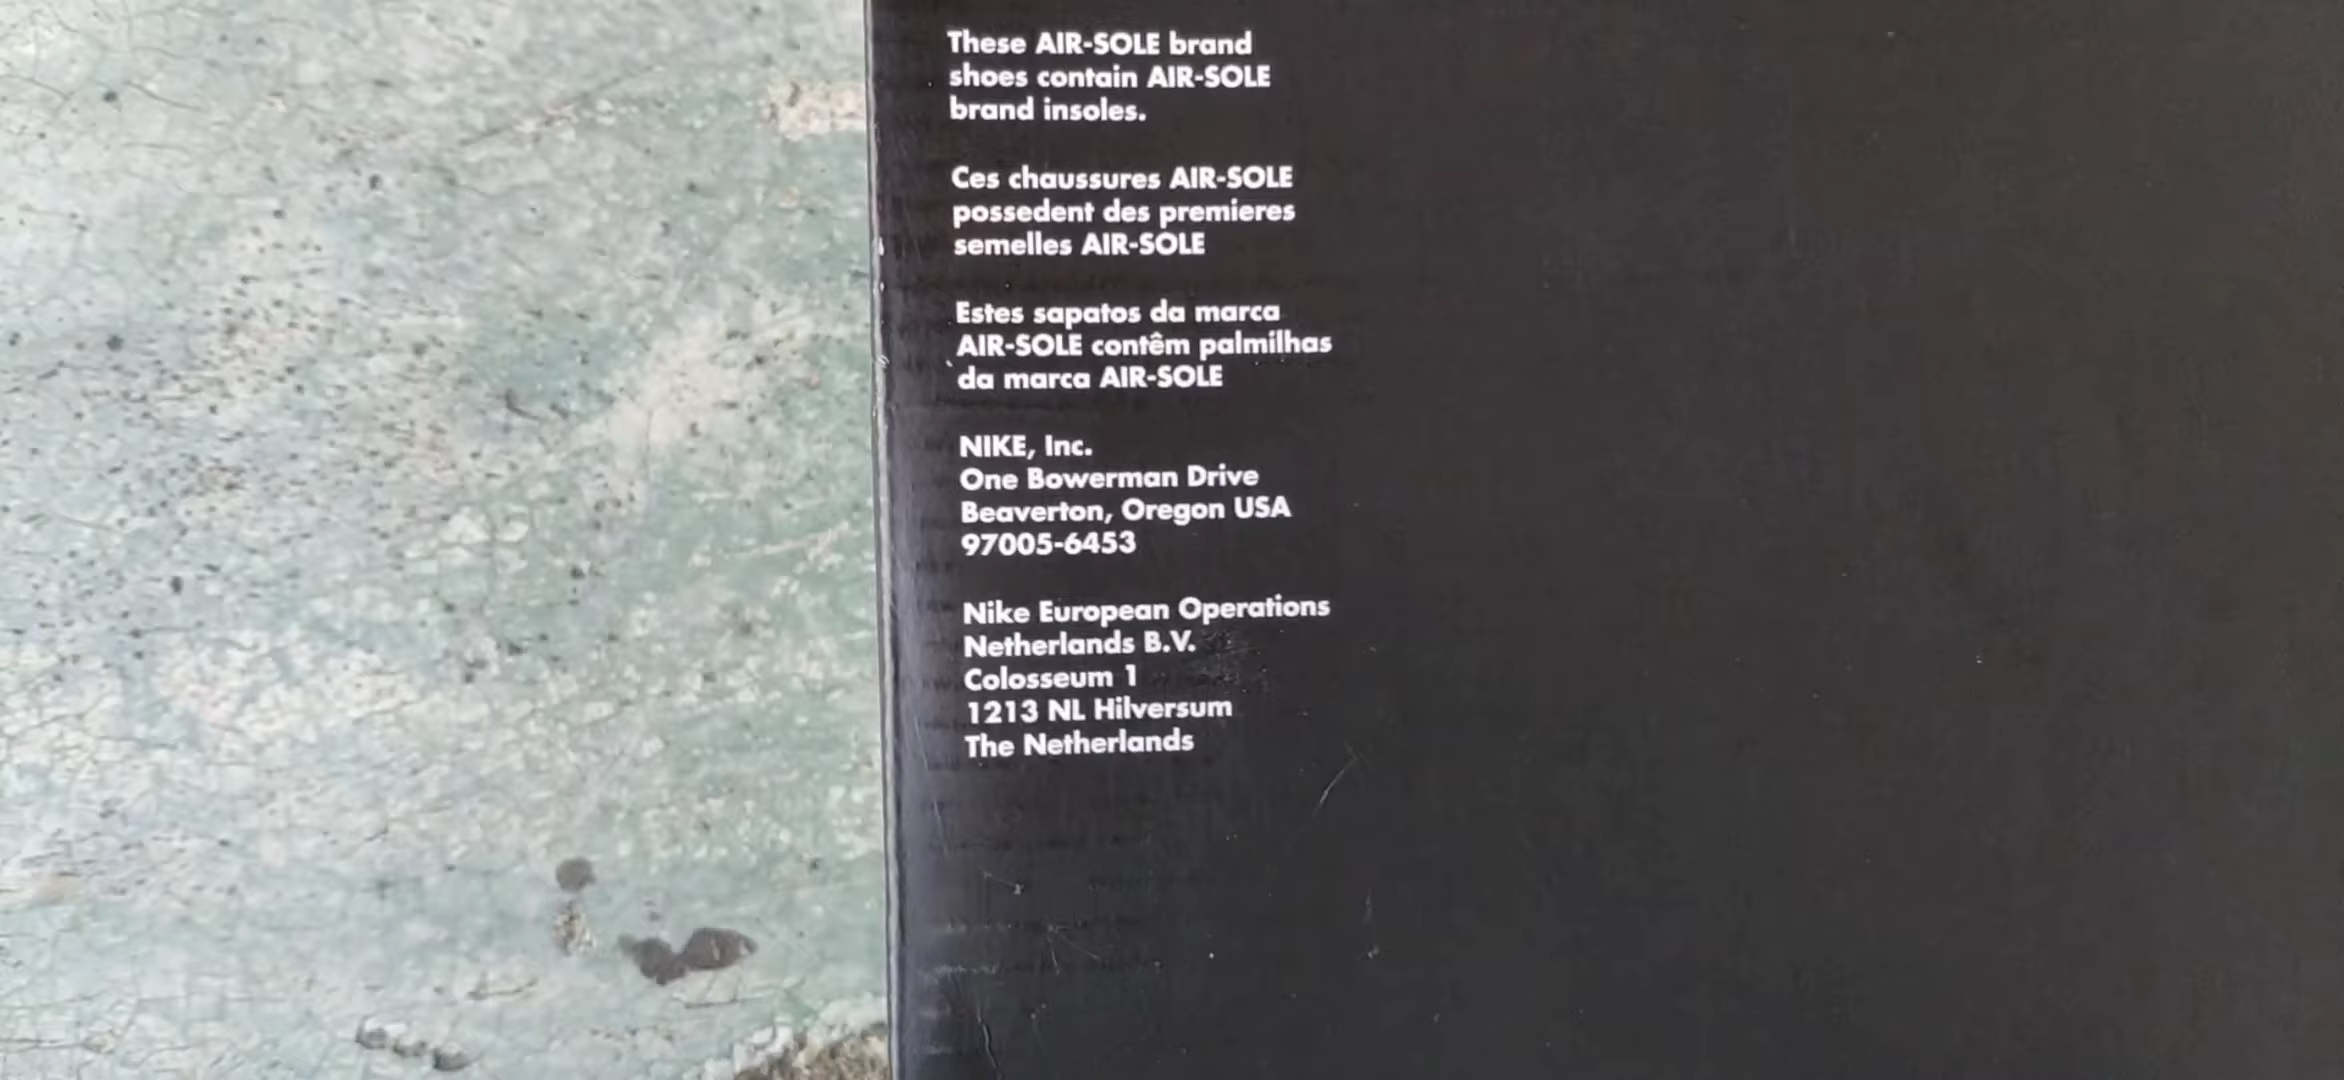 These AIR-SOLE brand
shoes contain AIR-SOLE
brand insoles.
Ces chaussures AIR-SOLE
possedent des premieres
semelles AIR-SOLE
Estes sapatos da marca
AIR-SOLE contêm palmilhas
da marca AIR-SOLE
NIKE, Inc.
One Bowerman Drive
Beaverton, Oregon USA
97005-6453
Nike European Operations
Netherlands B.V.
Colosseum 1
1213 NL Hilversum
The Netherlands